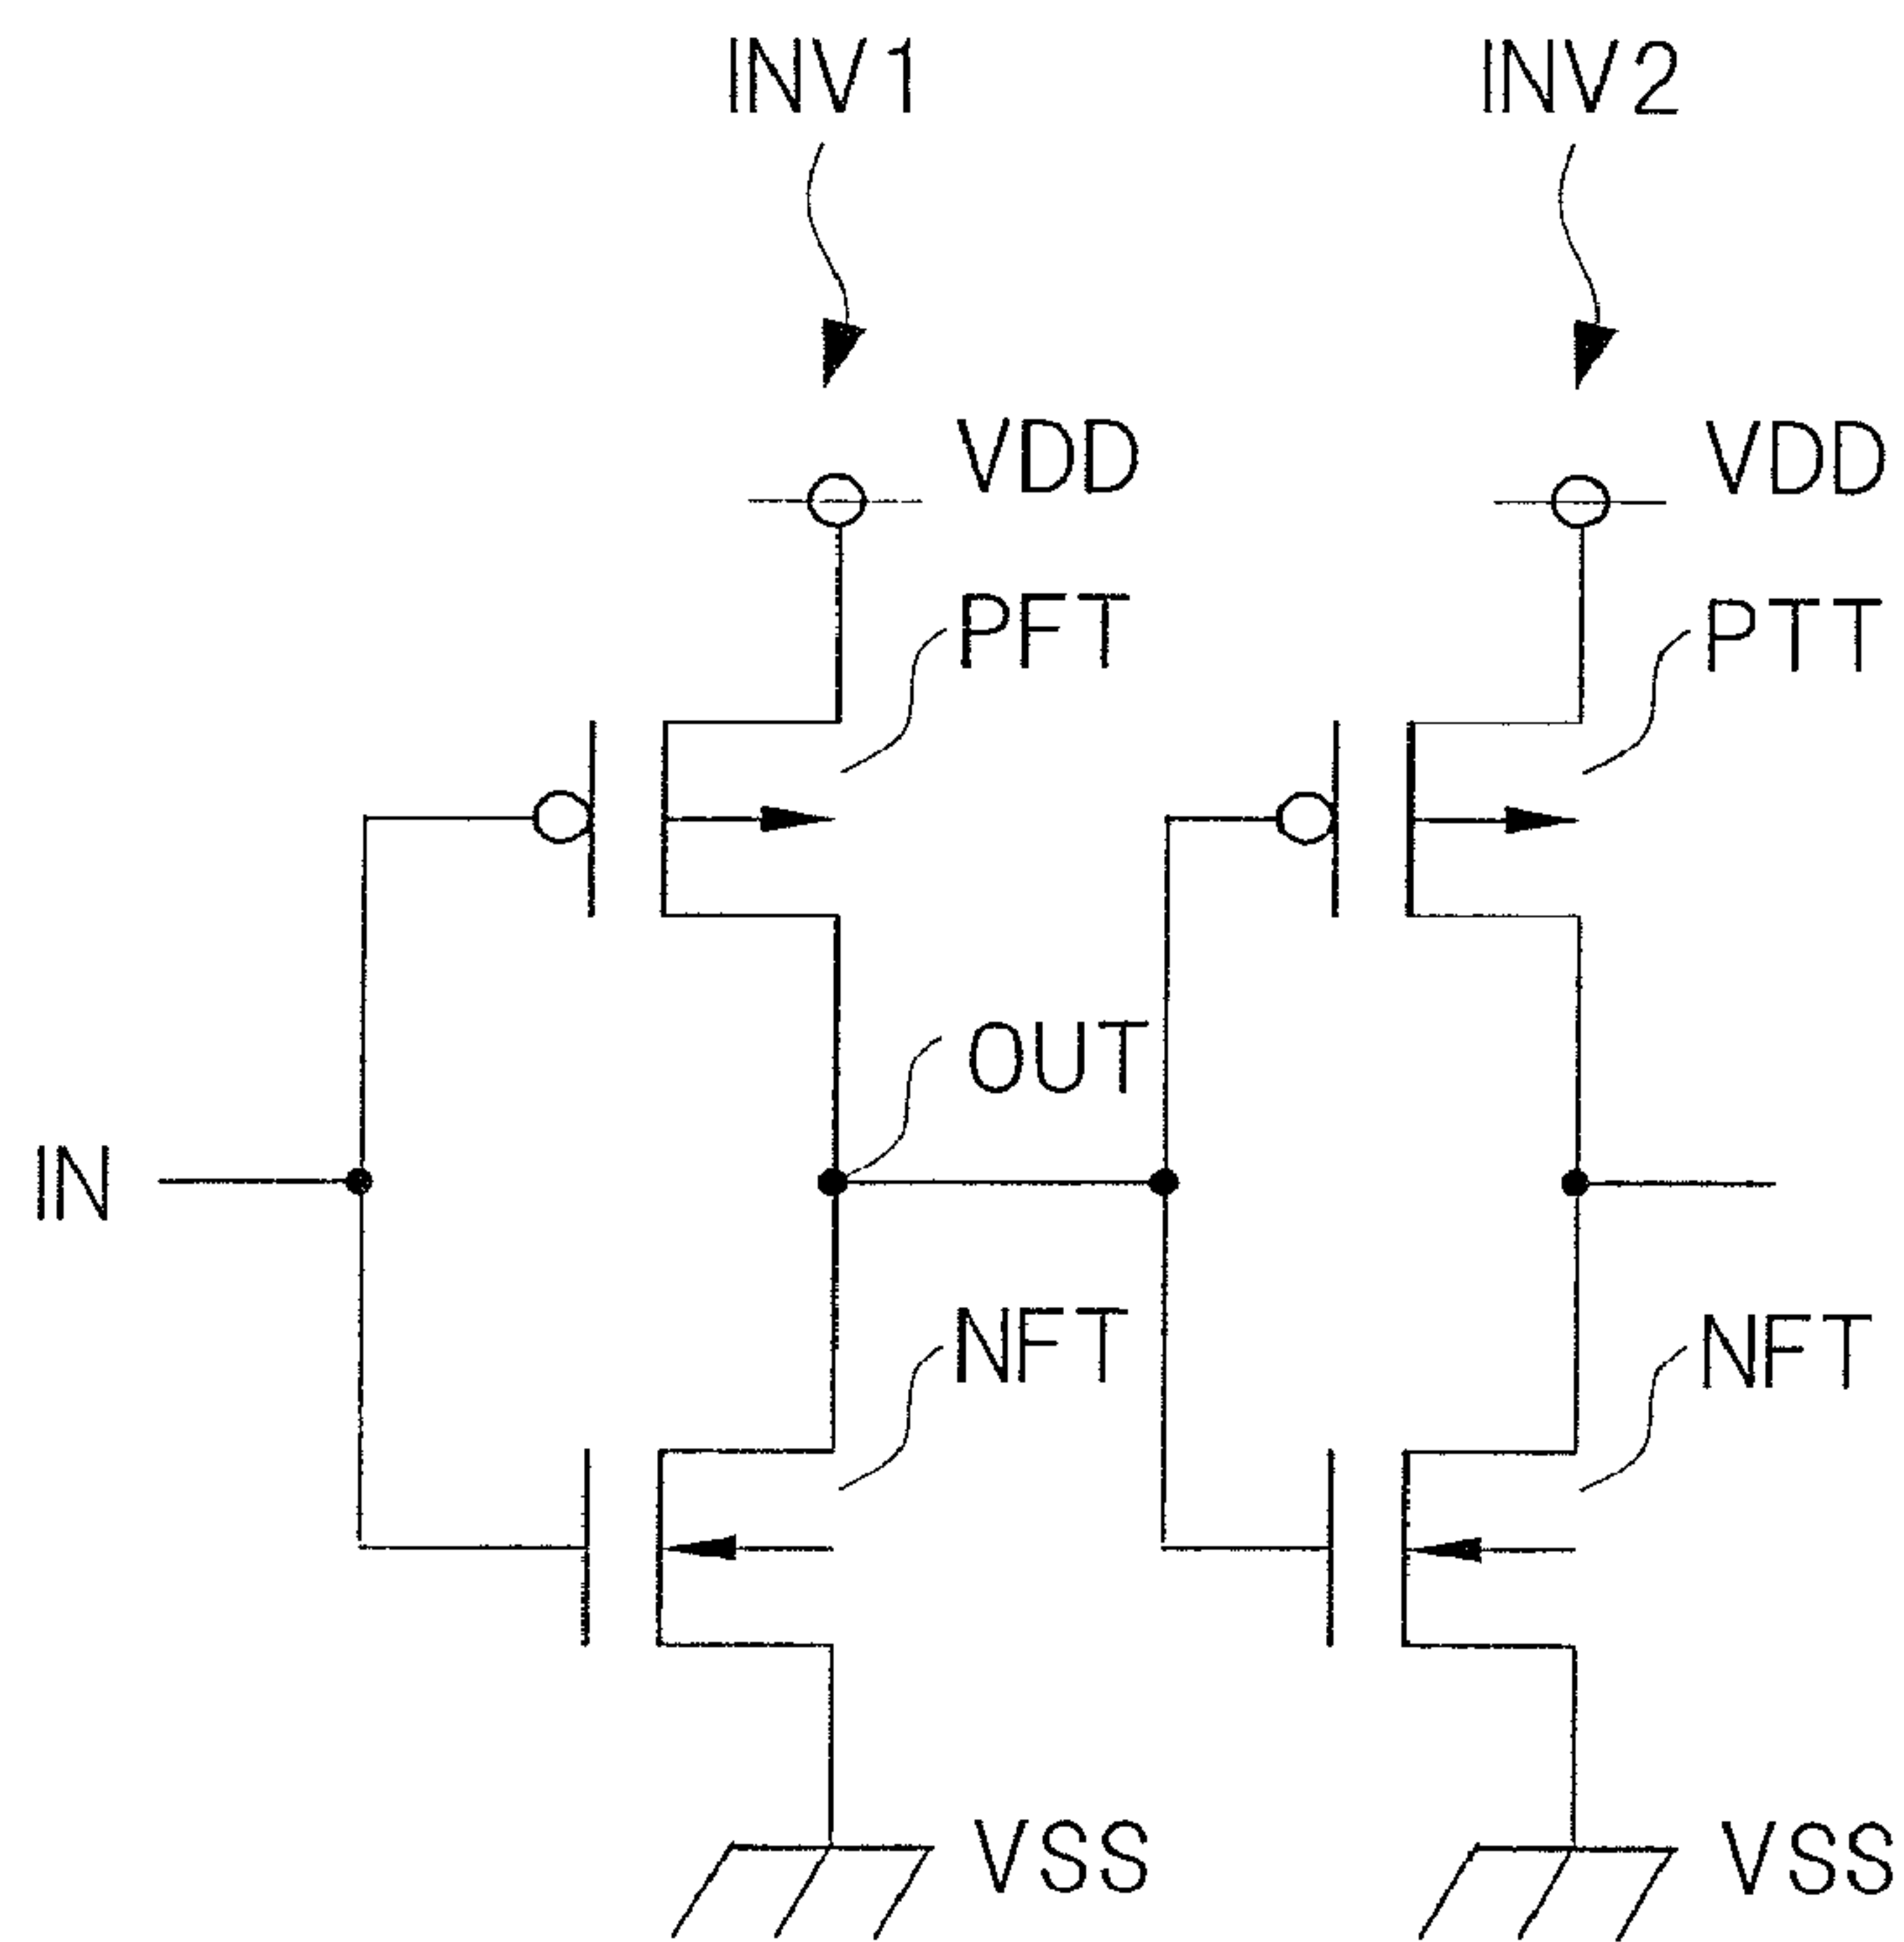 INV1
INV2
VDD
VDD
PFT
PTT
OUT
IN
NFT
NFT
VSS
VSS